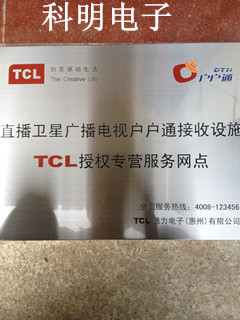 科明电子
TCL 创意感动生活
The Creative Life
DTH
户户通
直播卫星广播电视户户通接收设施
TCL授权专营服务网点
全国服务热线：4008-123456
TCL 力电子(惠州)有限公司